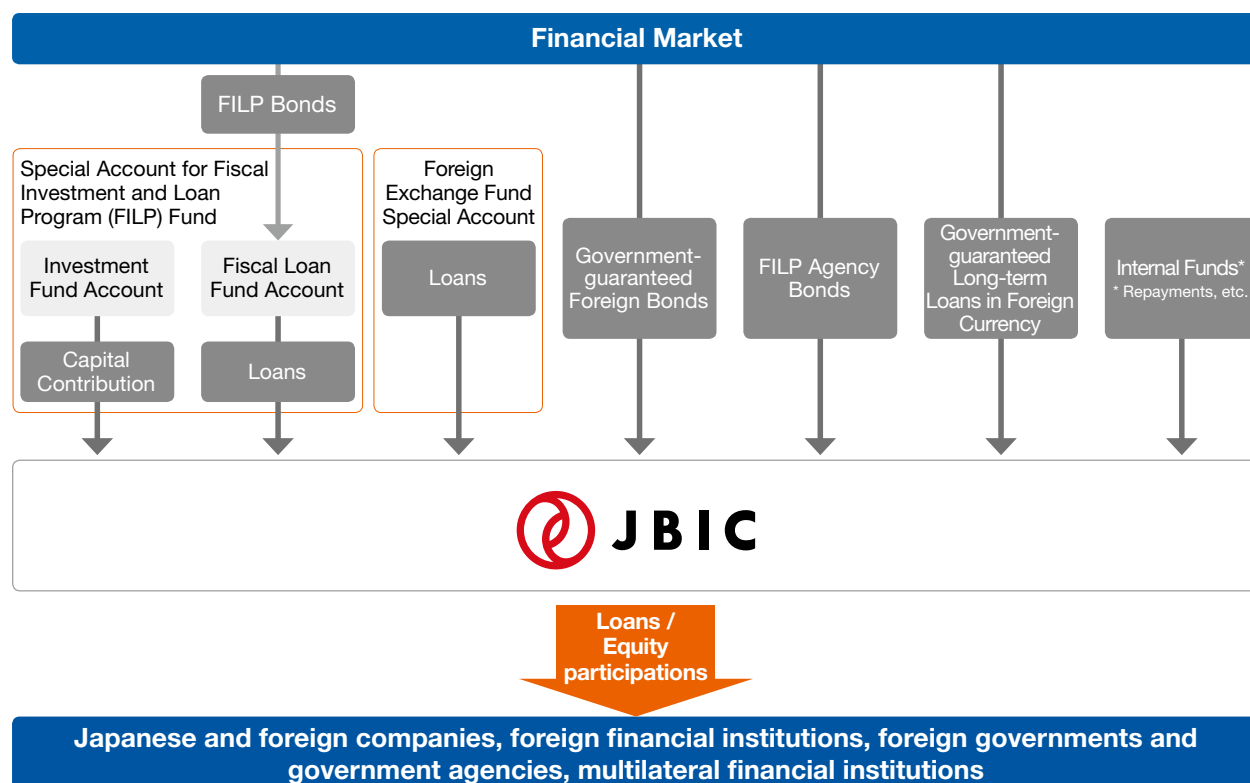 Financial Market
FILP Bonds
Special Account for Fiscal
Investment and Loan
Program (FILP) Fund
Investment
Fund Account
Capital
Contribution
Fiscal Loan
Fund Account
Loans
Foreign
Exchange Fund
Special Account
Loans
Government-
guaranteed
Foreign Bonds
FILP Agency
Bonds
Government-
guaranteed
Long-term
Loans in Foreign
Currency
Internal Funds*
* Repayments, etc.
JBIC
Loans /
Equity
participations
Japanese and foreign companies, foreign financial institutions, foreign governments and
government agencies, multilateral financial institutions